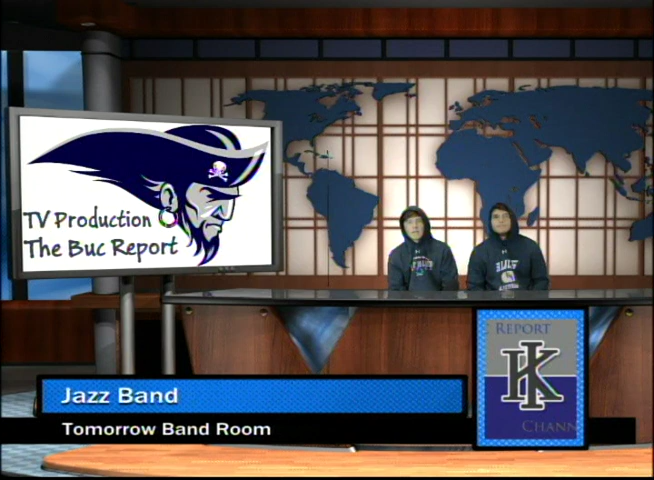 TV Production
The Buc Report
REPORT
K
CHANN
Jazz Band
Tomorrow Band Room